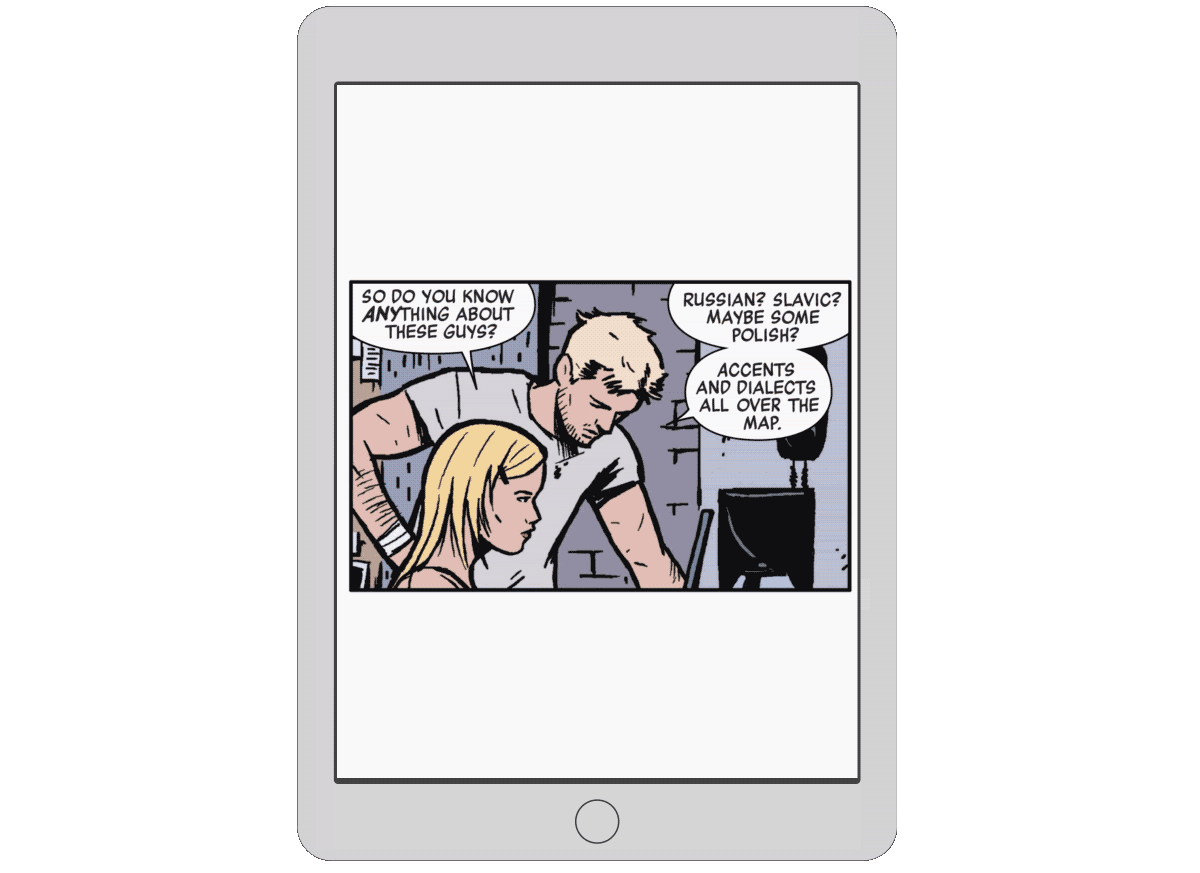 SO DO YOU KNOW
ANYTHING ABOUT
THESE GUYS?
RUSSIAN? SLAVIC?
MAYBE SOME
POLISH?
ACCENTS
AND DIALECTS
ALL OVER THE
MAP.